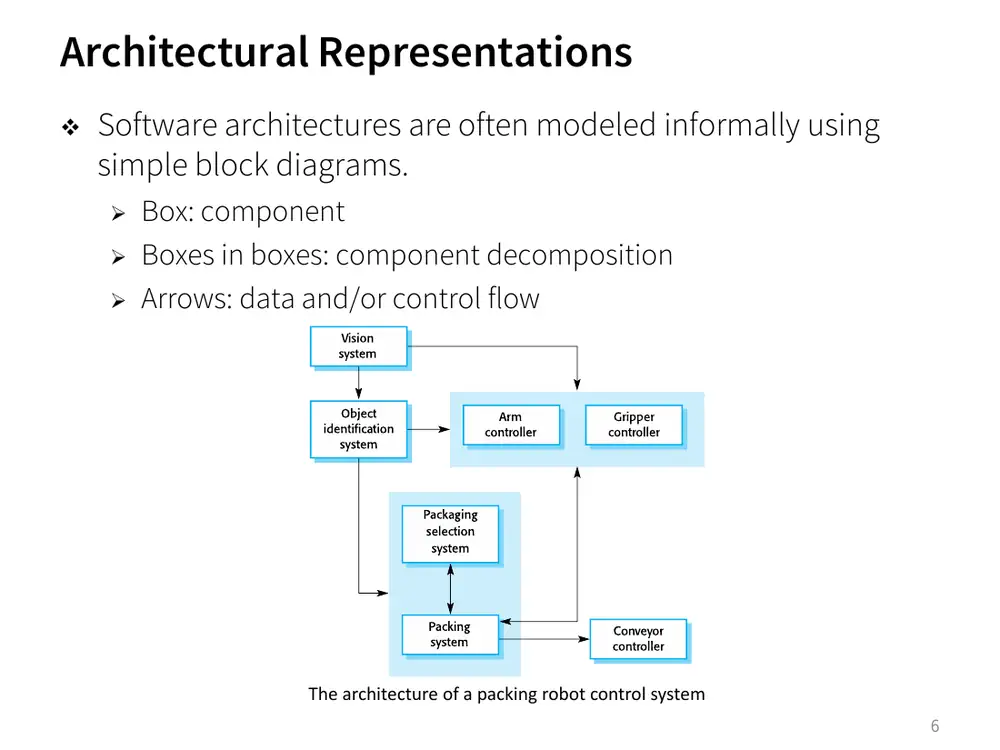 Architectural Representations
❖ Software architectures are often modeled informally using
simple block diagrams.
➢ Box: component
➢ Boxes in boxes: component decomposition
➢ Arrows: data and/or control flow
Vision
system
Object
identification
system
Arm
controller
Gripper
controller
Packaging
selection
system
Packing
system
Conveyor
controller
The architecture of a packing robot control system
6